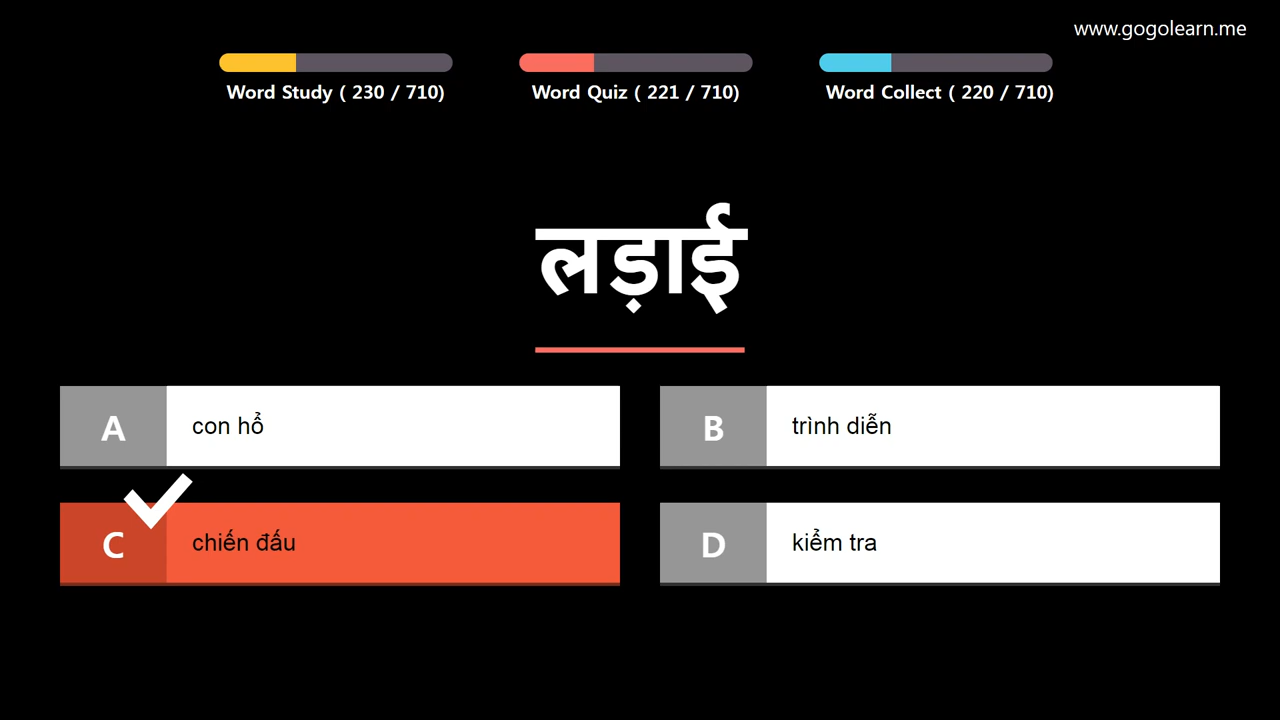 www.gogolearn.me
Word Study ( 230 / 710)
Word Quiz ( 221 / 710)
Word Collect ( 220 / 710)
लड़ाई
A
con hổ
B
trình diễn
C
chiến đấu
D
kiểm tra